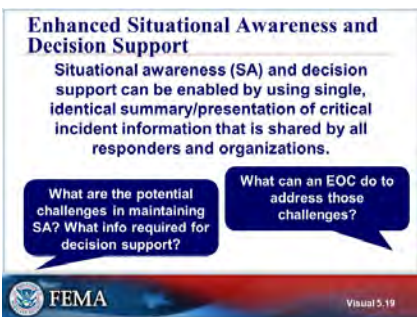 Enhanced Situational Awareness and
Decision Support
Situational awareness (SA) and decision
support can be enabled by using single,
identical summary/presentation of critical
incident information that is shared by all
responders and organizations.
What are the potential
challenges in maintaining
SA? What info required for
decision support?
What can an EOC do to
address those
challenges?
FEMA
Visual 5.19